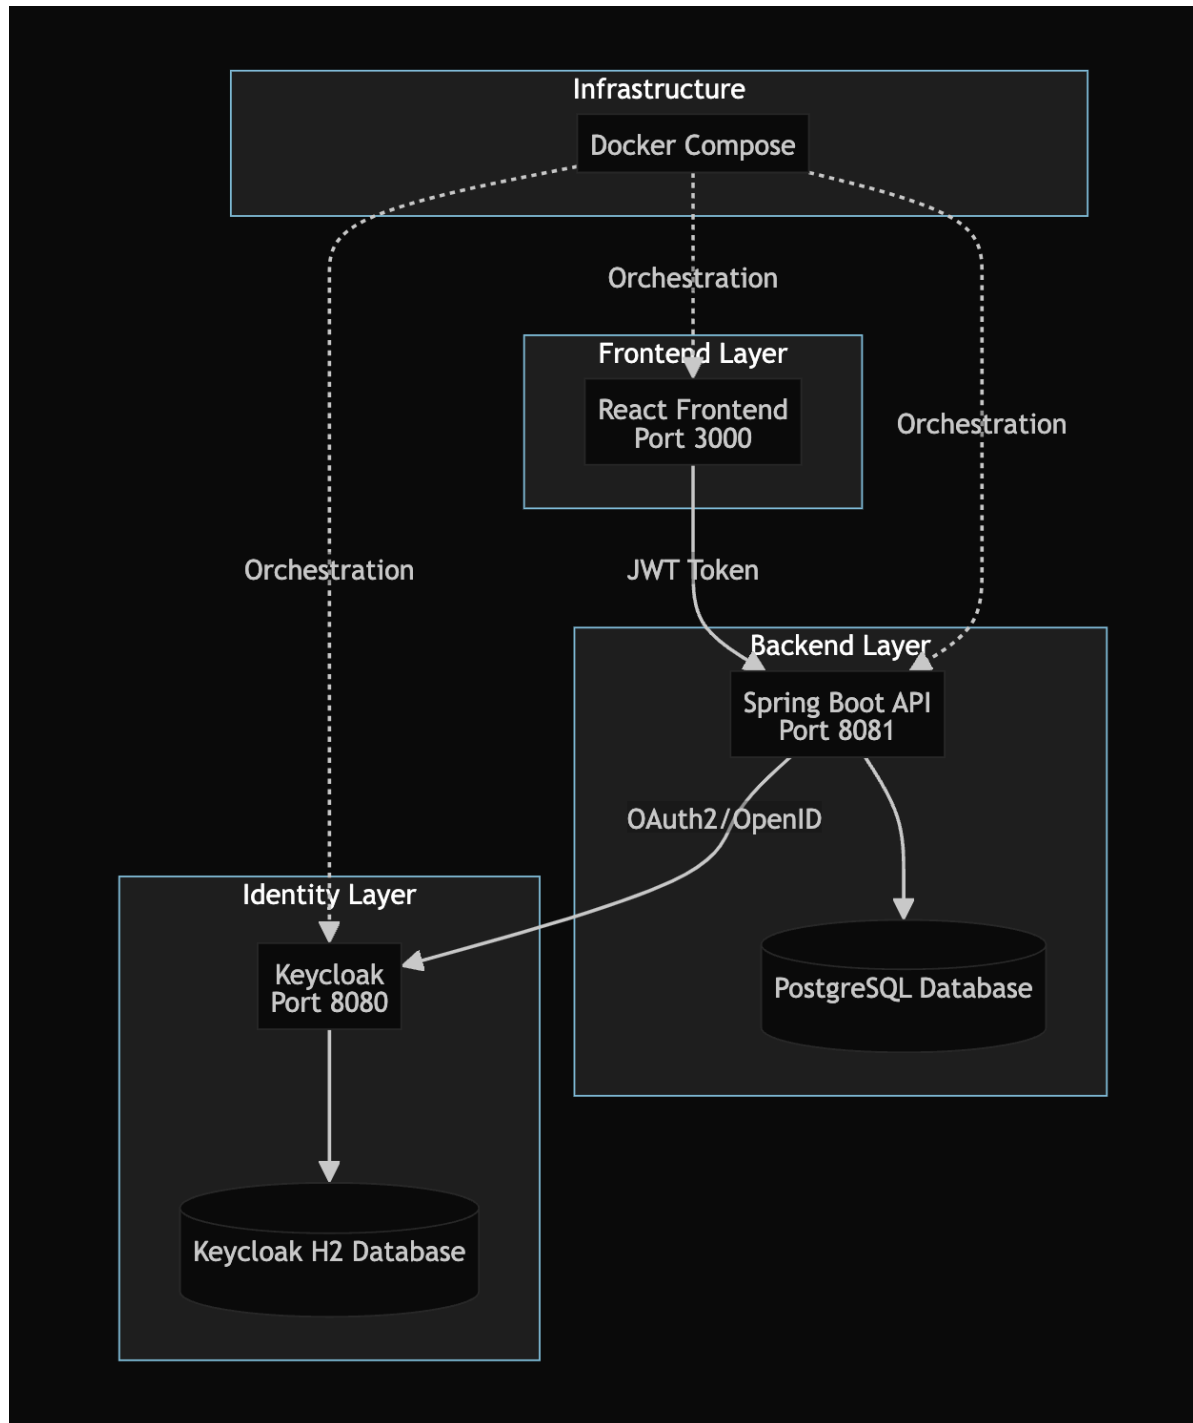 Infrastructure
Docker Compose
Orchestration
Frontend Layer
React Frontend
Port 3000
Orchestration
Orchestration
JWT Token
Backend Layer
Spring Boot API
Port 8081
OAuth2/OpenID
Identity Layer
Keycloak
Port 8080
PostgreSQL Database
Keycloak H2 Database